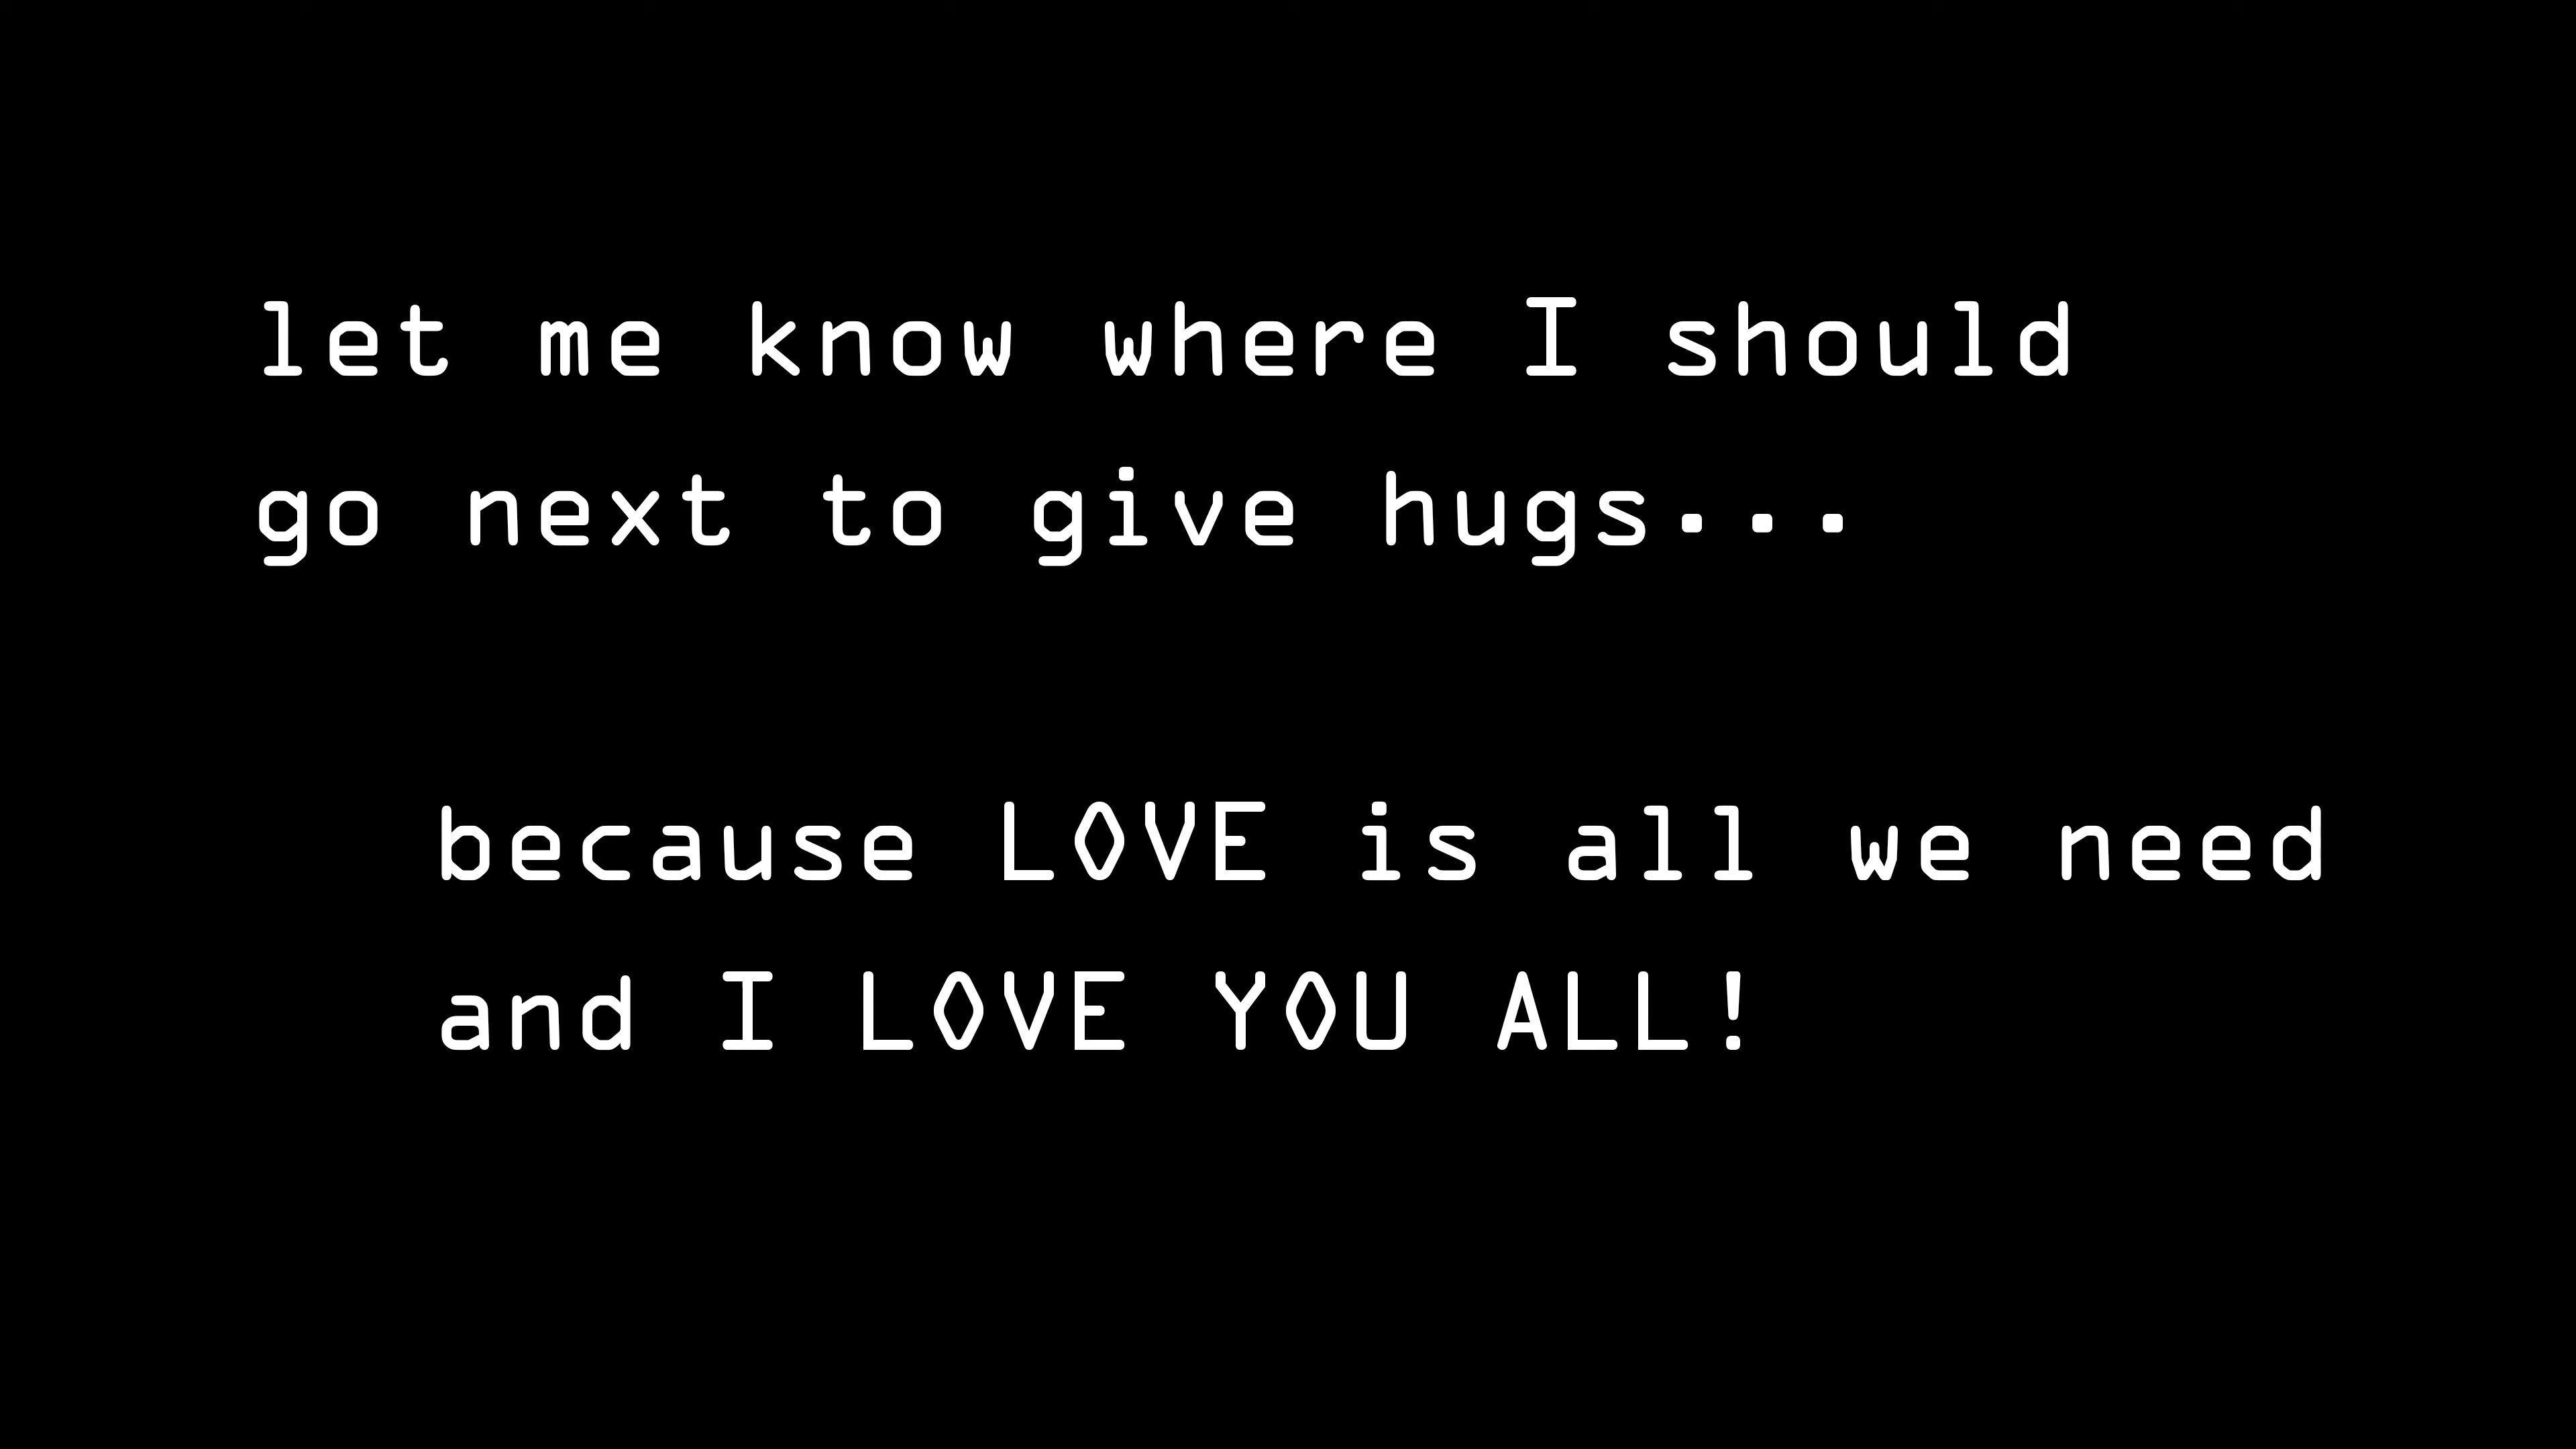 let me know where I should
go next to give hugs...
because LOVE is all we need
and I LOVE YOU ALL!